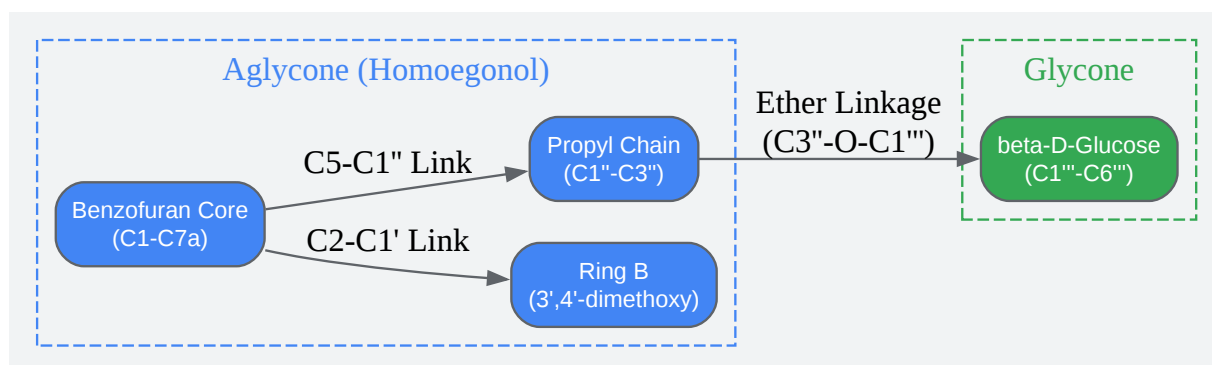 Aglycone (Homoegonol)
Glycone
Ether Linkage
(C3"-O-C1"')
Propyl Chain
(C1"-C3")
beta-D-Glucose
(C1'"-C6'")
C5-C1" Link
Benzofuran Core
(C1-C7a)
C2-C1' Link
Ring B
(3',4'-dimethoxy)